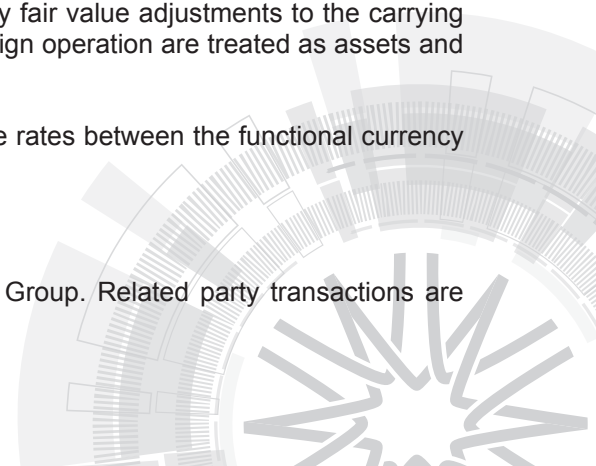 y fair value adjustments to the carrying
ign operation are treated as assets and
e rates between the functional currency
Group. Related party transactions are